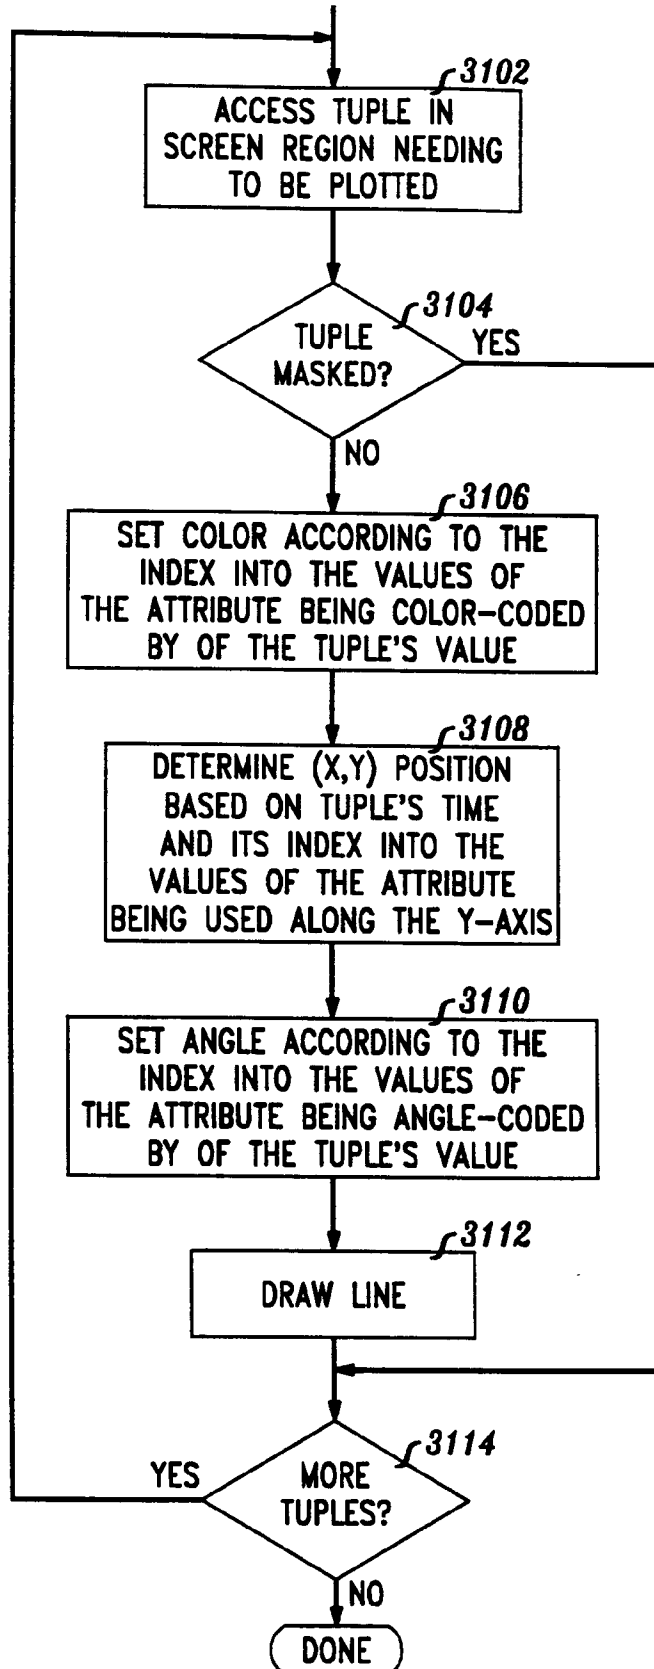 3102
ACCESS TUPLE IN
SCREEN REGION NEEDING
TO BE PLOTTED
3104
TUPLE
MASKED?
YES
NO
3106
SET COLOR ACCORDING TO THE
INDEX INTO THE VALUES OF
THE ATTRIBUTE BEING COLOR-CODED
BY OF THE TUPLE'S VALUE
3108
DETERMINE (X,Y) POSITION
BASED ON TUPLE'S TIME
AND ITS INDEX INTO THE
VALUES OF THE ATTRIBUTE
BEING USED ALONG THE Y-AXIS
3110
SET ANGLE ACCORDING TO THE
INDEX INTO THE VALUES OF
THE ATTRIBUTE BEING ANGLE-CODED
BY OF THE TUPLE'S VALUE
3112
DRAW LINE
3114
YES
MORE
TUPLES?
NO
DONE